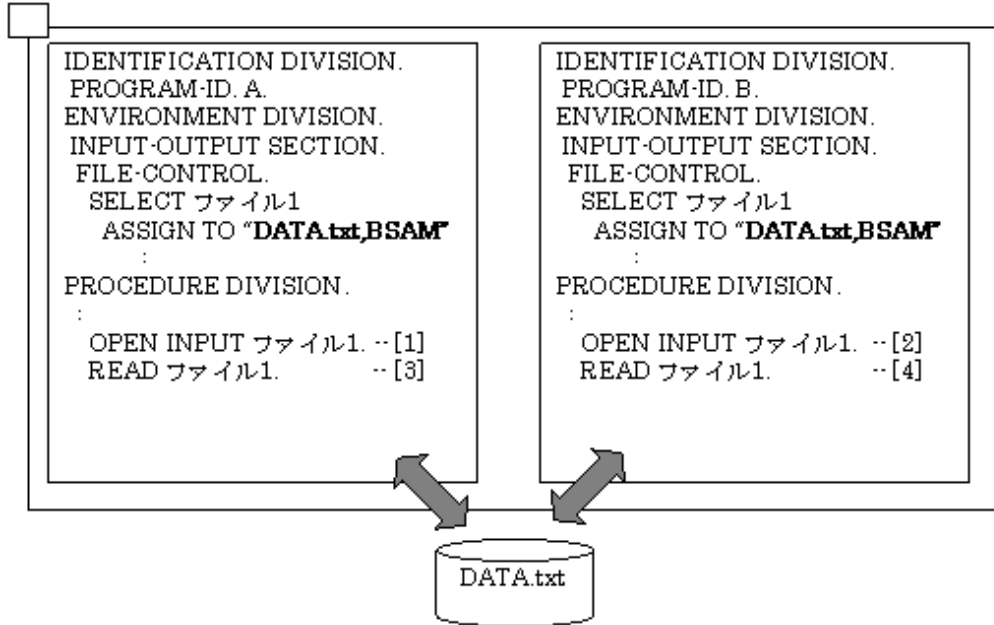 IDENTIFICATION DIVISION.
PROGRAM-ID. A.
ENVIRONMENT DIVISION.
INPUT-OUTPUT SECTION.
FILE-CONTROL.
SELECT ファイル1
ASSIGN TO “DATA.txt,BSAM”
:
PROCEDURE DIVISION.
:
OPEN INPUT ファイル1. --[1]
READ ファイル1. --[3]
IDENTIFICATION DIVISION.
PROGRAM-ID. B.
ENVIRONMENT DIVISION.
INPUT-OUTPUT SECTION.
FILE-CONTROL.
SELECT ファイル1
ASSIGN TO “DATA.txt,BSAM”
:
PROCEDURE DIVISION.
:
OPEN INPUT ファイル1. --[2]
READ ファイル1. --[4]
DATA.txt